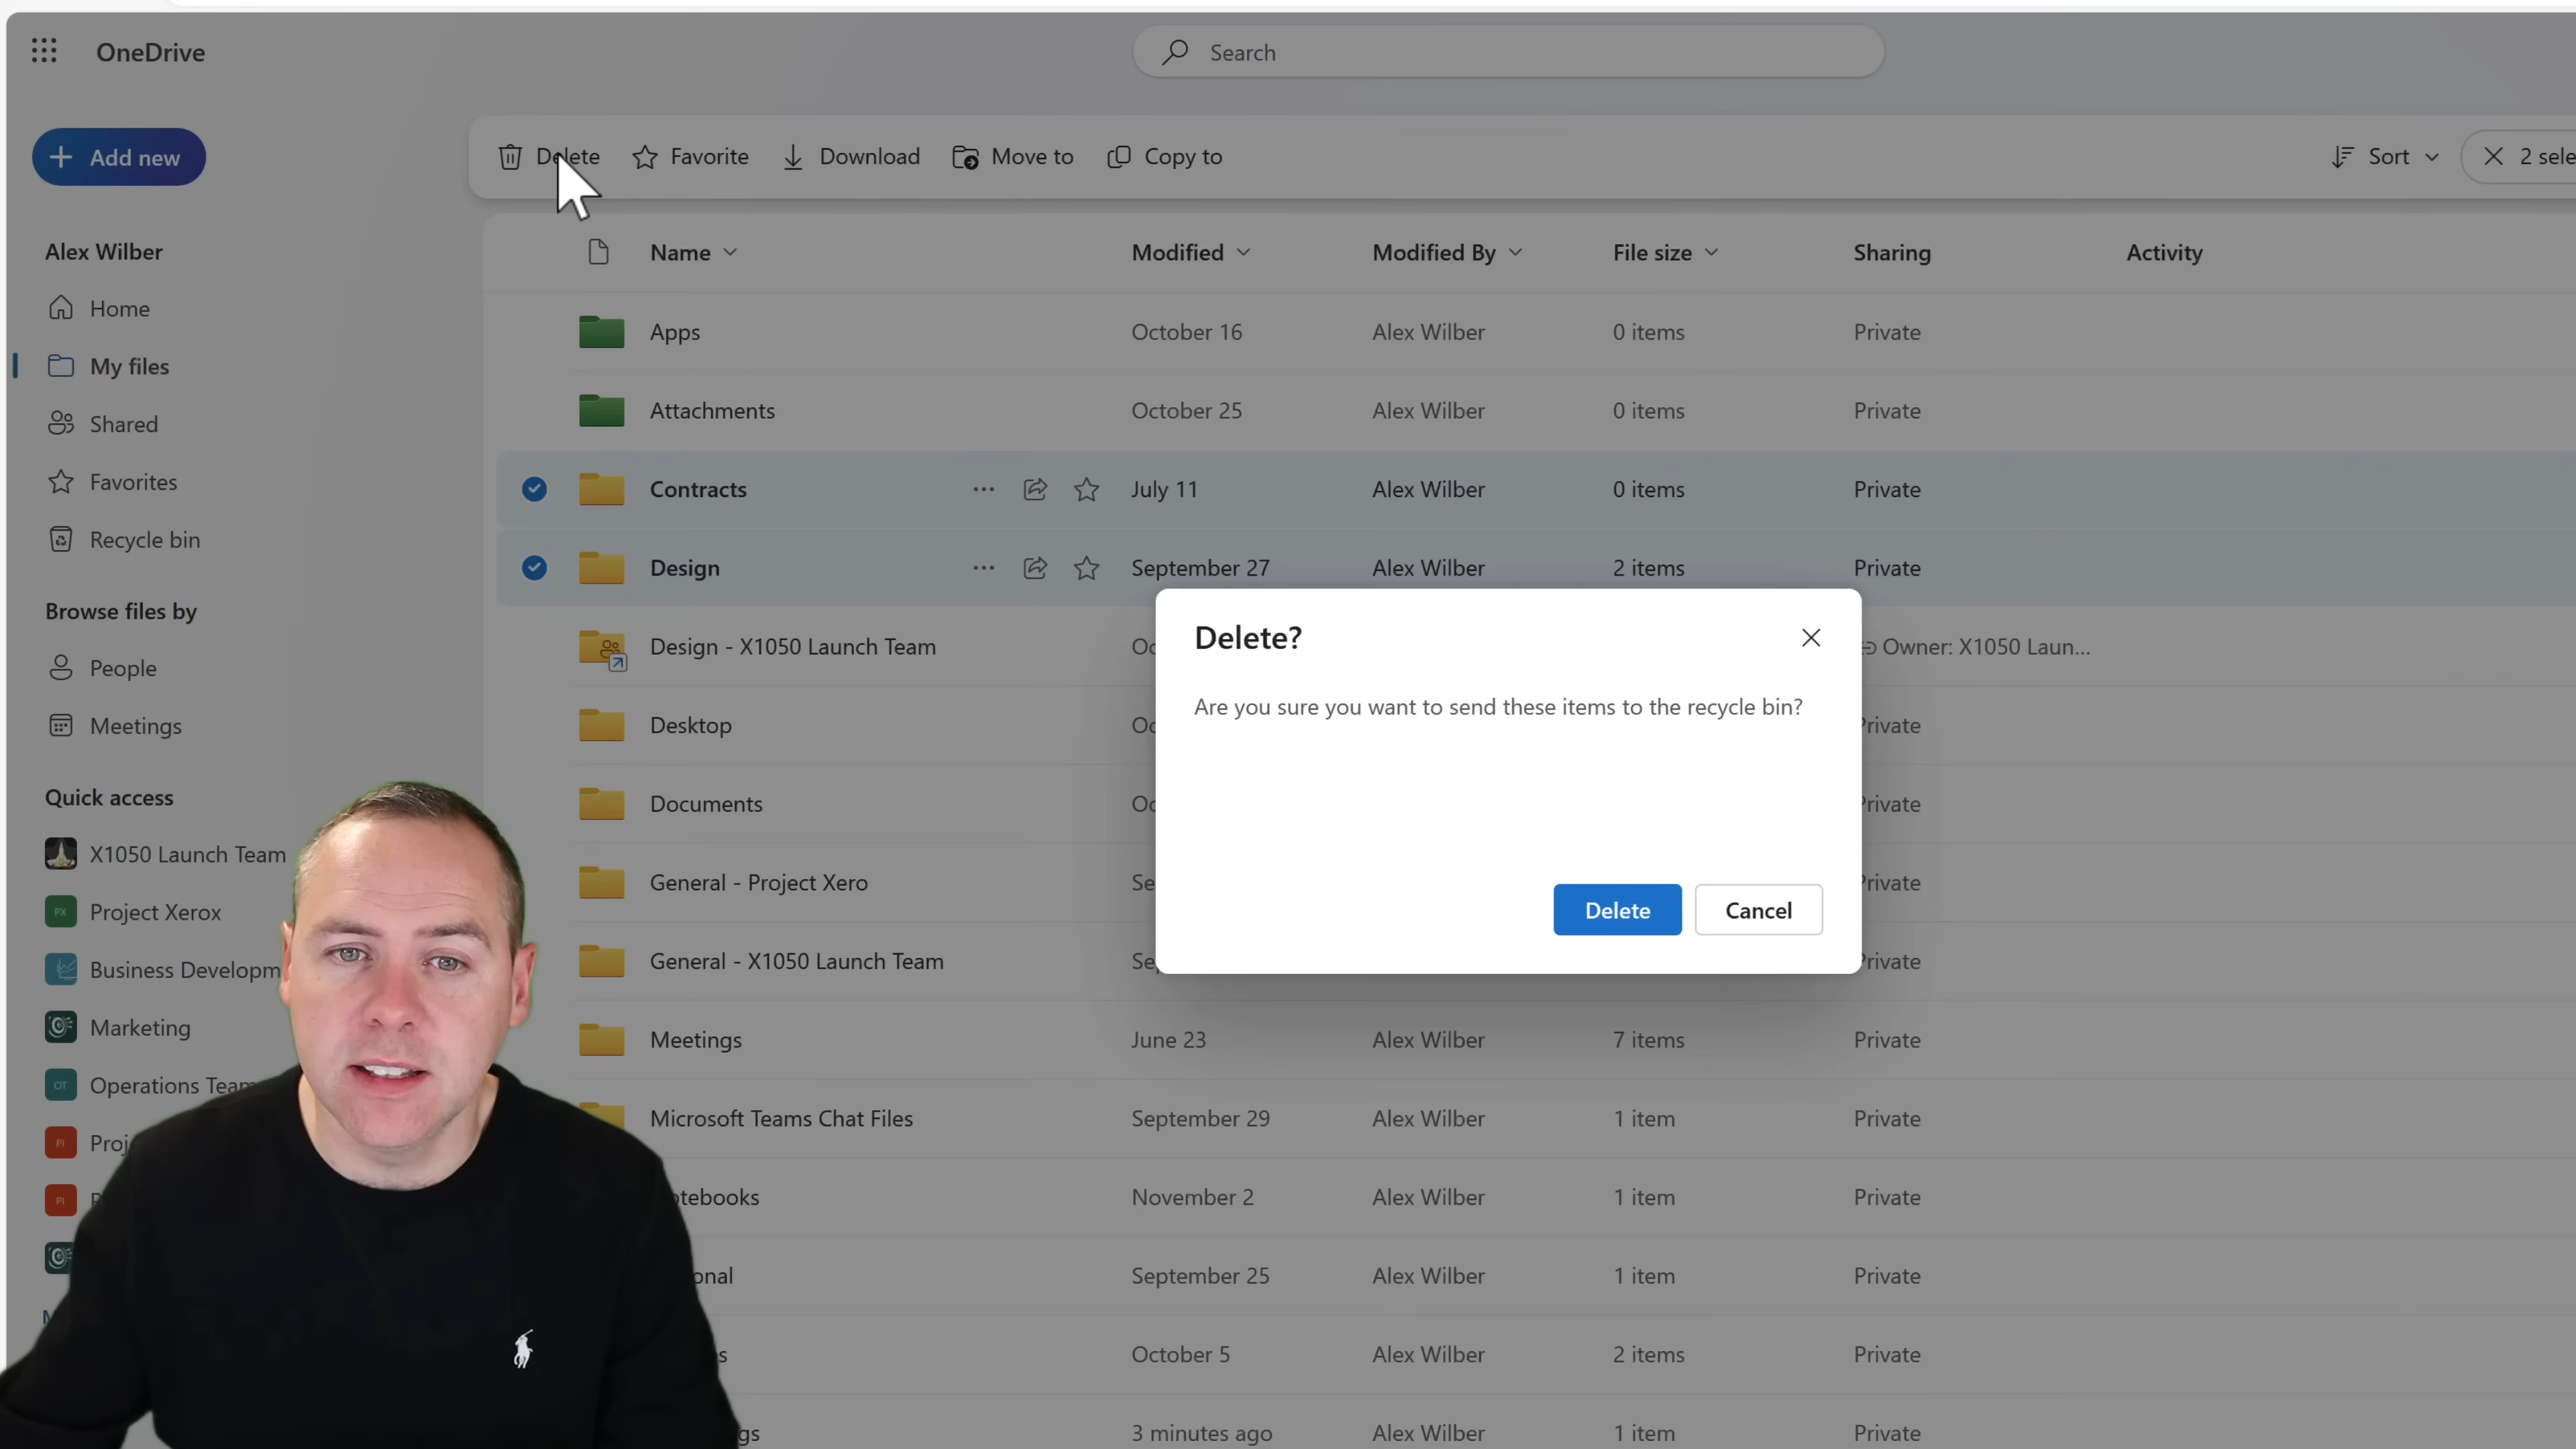 OneDrive
Search
Add new
Delete Favorite Download Move to Copy to Sort 2
Alex Wilber
Home
My files
Shared
Favorites
Recycle bin
Browse files by
People
Meetings
Quick access
X1050 Launch Team
Project Xerox
Business Developm
Marketing
Operations Team
PX
OT
PI
PI
Name Modified Modified By File size Sharing Activity
Apps October 16 Alex Wilber 0 items Private
Attachments October 25 Alex Wilber 0 items Private
Contracts July 11 Alex Wilber 0 items Private
Design September 27 Alex Wilber 2 items Private
Design - X1050 Launch Team Owner: X1050 Laun...
Desktop Private
Documents Private
General - Project Xero Private
General - X1050 Launch Team Private
Meetings June 23 Alex Wilber 7 items Private
Microsoft Teams Chat Files September 29 Alex Wilber 1 item Private
otebooks November 2 Alex Wilber 1 item Private
onal September 25 Alex Wilber 1 item Private
s October 5 Alex Wilber 2 items Private
gs 3 minutes ago Alex Wilber 1 item Private
Delete?
Are you sure you want to send these items to the recycle bin?
Delete Cancel